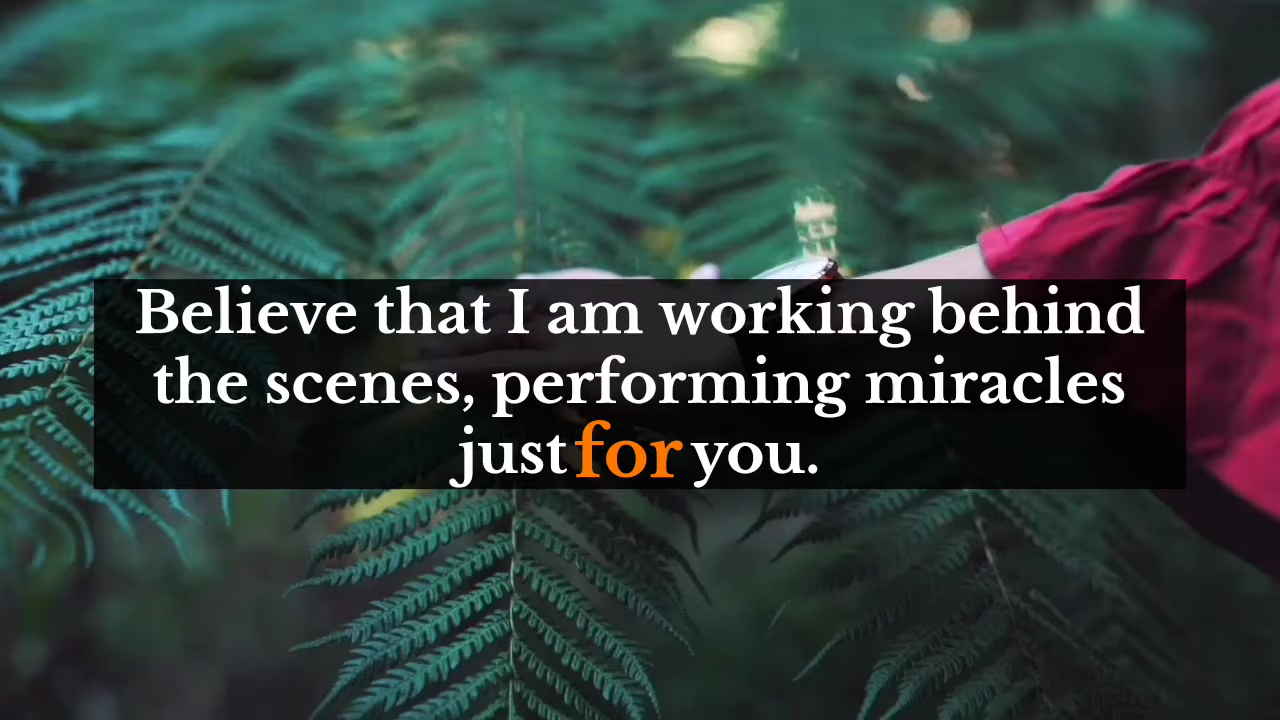 Believe that I am working behind
the scenes, performing miracles
just for you.